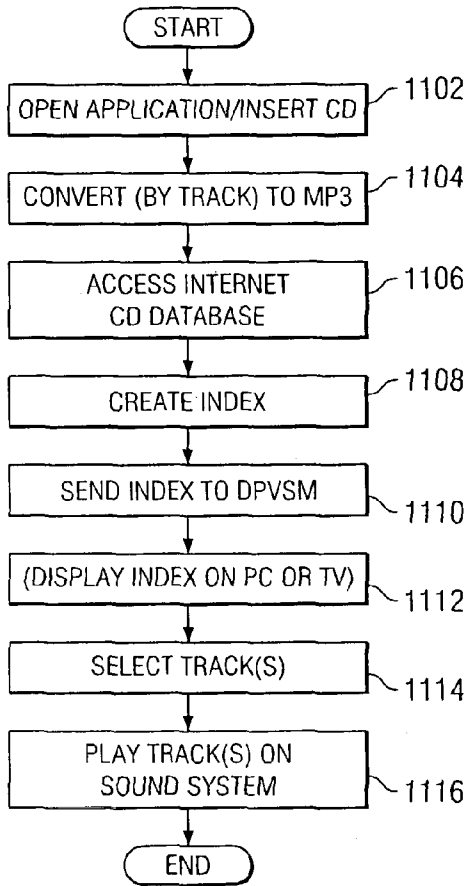 START
OPEN APPLICATION/INSERT CD
1102
CONVERT (BY TRACK) TO MP3
1104
ACCESS INTERNET
CD DATABASE
1106
CREATE INDEX
1108
SEND INDEX TO DPVSM
1110
(DISPLAY INDEX ON PC OR TV)
1112
SELECT TRACK(S)
1114
PLAY TRACK(S) ON
SOUND SYSTEM
1116
END